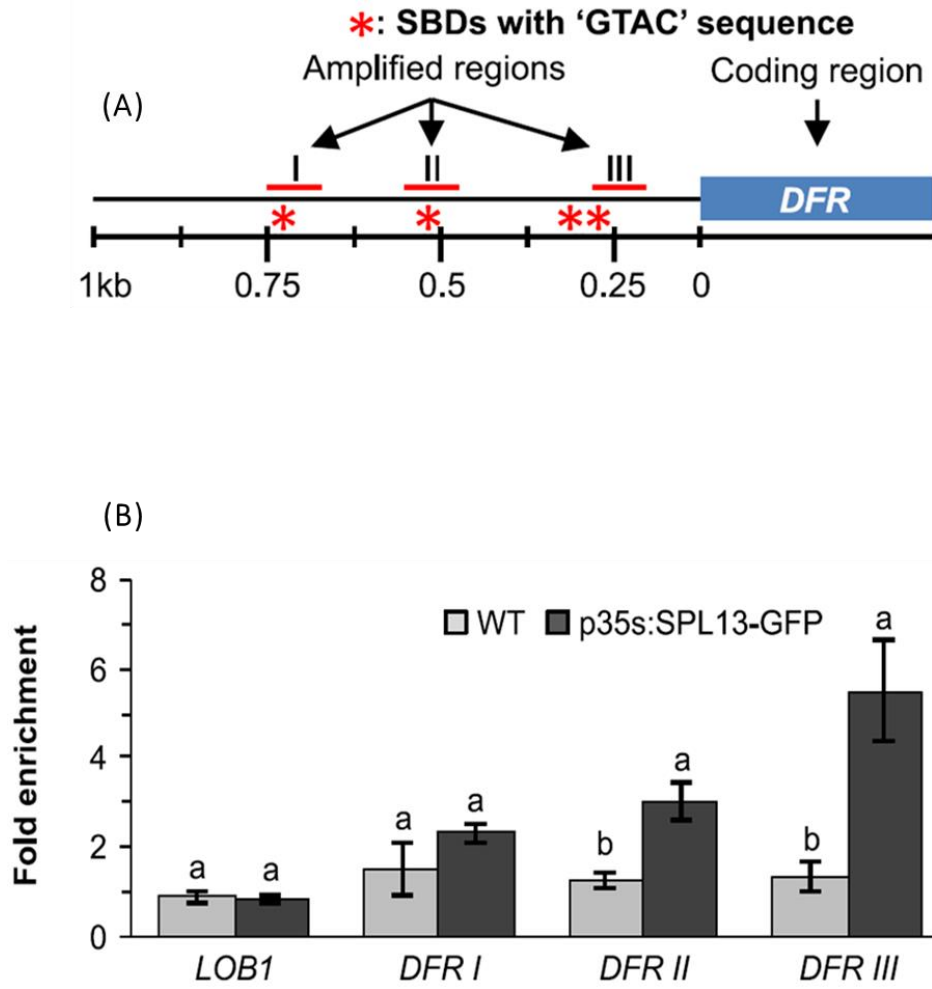 *: SBDs with ‘GTAC’ sequence
Amplified regions
Coding region
(A)
I
II
III
DFR
* * * *
1kb 0.75 0.5 0.25 0
(B)
Fold enrichment
8
6
4
2
0
WT p35s:SPL13-GFP
a a a a b a b a
LOB1 DFR I DFR II DFR III